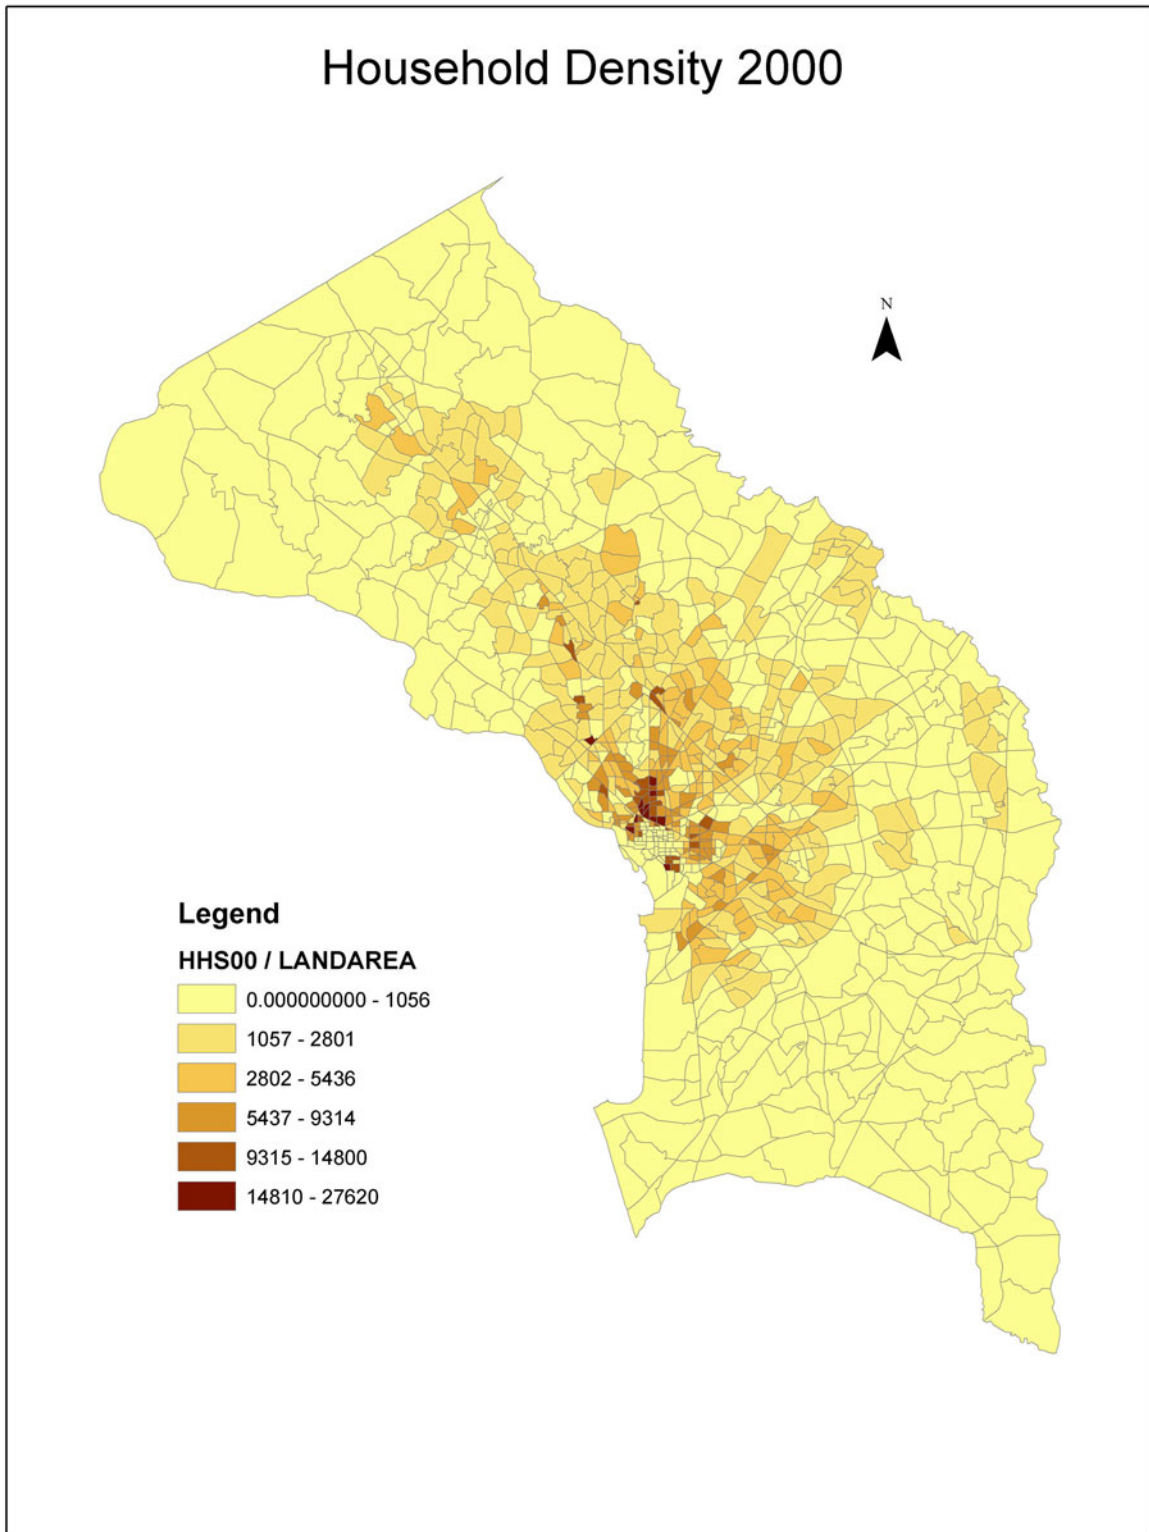 Household Density 2000
N
Legend
HHS00 / LANDAREA
0.000000000 - 1056
1057 - 2801
2802 - 5436
5437 - 9314
9315 - 14800
14810 - 27620